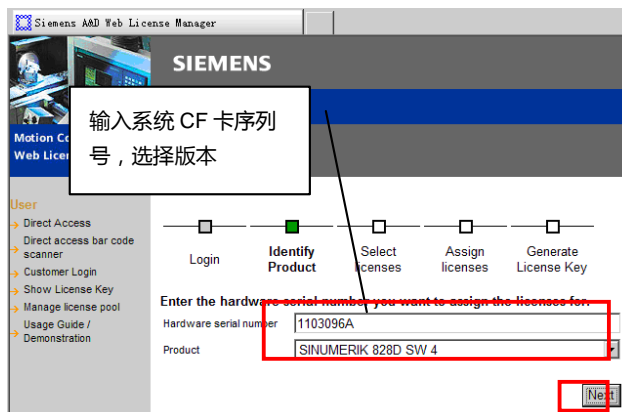 Siemens A&D Web License Manager
SIEMENS
输入系统 CF 卡序列
号，选择版本
Motion Co
Web Licen
User
Direct Access
Direct access bar code
scanner
Customer Login
Show License Key
Manage license pool
Usage Guide /
Demonstration
Login
Identify
Product
Select
licenses
Assign
licenses
Generate
License Key
Enter the hardware serial number you want to assign the licenses for.
Hardware serial number 1103096A
Product SINUMERIK 828D SW 4
Next